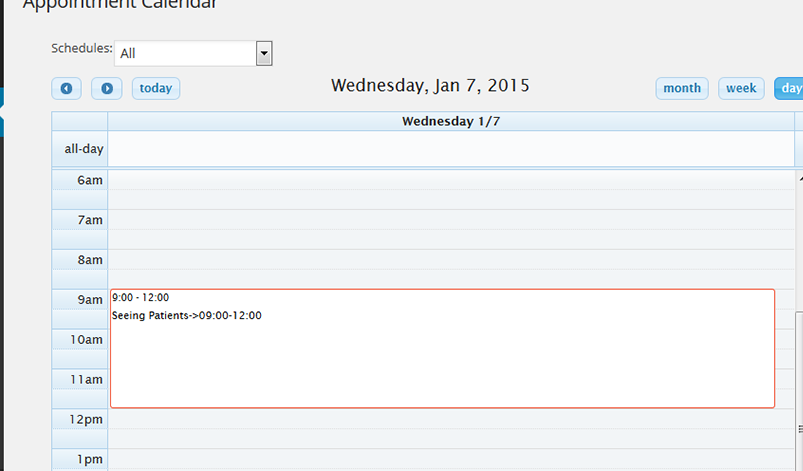 Appointment Calendar
Schedules: All
Wednesday, Jan 7, 2015
today
month week day
Wednesday 1/7
all-day
6am
7am
8am
9am
9:00 - 12:00
Seeing Patients->09:00-12:00
10am
11am
12pm
1pm